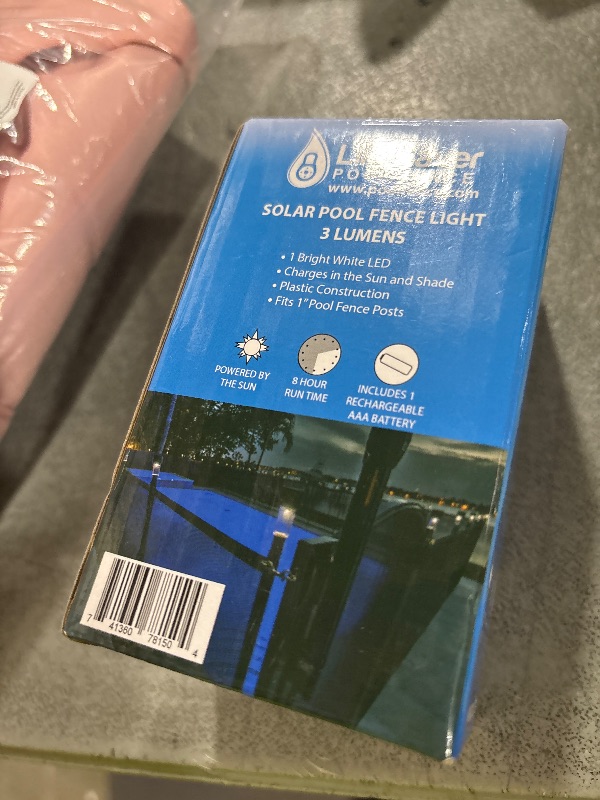 SOLAR POOL FENCE LIGHT
3 LUMENS
• 1 Bright White LED
• Charges in the Sun and Shade
• Plastic Construction
• Fits 1" Pool Fence Posts
POWERED BY
THE SUN
8 HOUR
RUN TIME
INCLUDES 1
RECHARGEABLE
AAA BATTERY
7 41360 78150 4